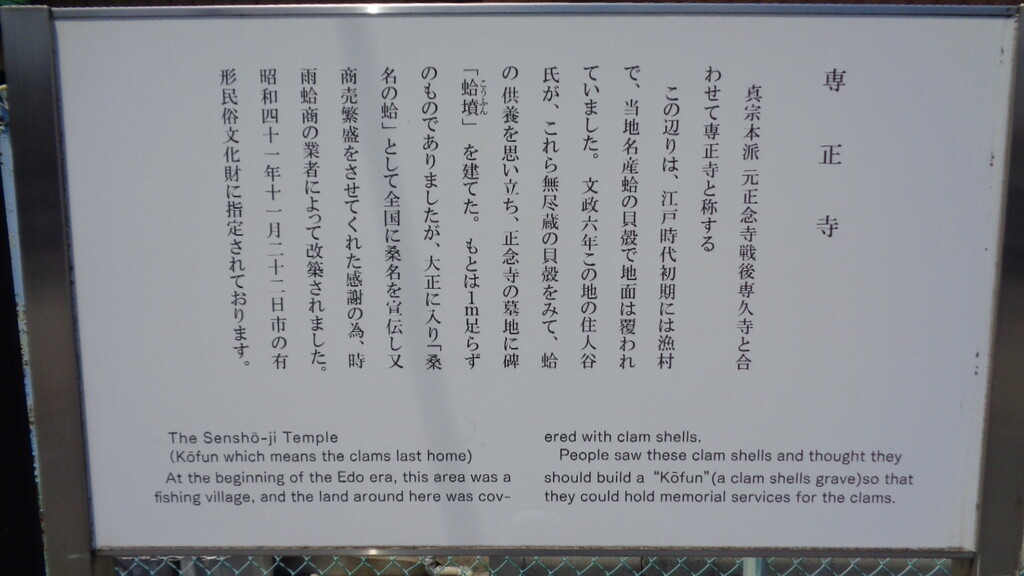 専正寺
真宗本派 元正念寺戦後専久寺と合
わせて専正寺と称する
この辺りは、江戸時代初期には漁村
で、当地名産蛤の貝殻で地面は覆われ
ていました。文政六年この地の住人谷
氏が、これら無尽蔵の貝殻をみて、蛤
の供養を思い立ち、正念寺の墓地に碑
「蛤墳」を建てた。もとは1m足らず
こうふん
のものでありましたが、大正に入り「桑
名の蛤」として全国に桑名を宣伝し又
商売繁盛をさせてくれた感謝の為、時
雨蛤商の業者によって改築されました。
昭和四十一年十一月二十二日市の有
形民俗文化財に指定されております。
The Senshō-ji Temple
(Kōfun which means the clams last home)
At the beginning of the Edo era, this area was a
fishing village, and the land around here was cov-
ered with clam shells.
People saw these clam shells and thought they
should build a "Kōfun"(a clam shells grave)so that
they could hold memorial services for the clams.